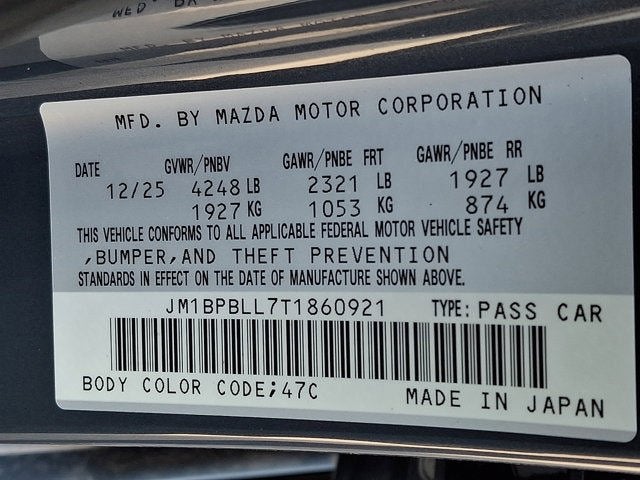 MFD. BY MAZDA MOTOR CORPORATION
DATE GVWR/PNBV GAWR/PNBE FRT GAWR/PNBE RR
12/25 4248 LB 2321 LB 1927 LB
1927 KG 1053 KG 874 KG
THIS VEHICLE CONFORMS TO ALL APPLICABLE FEDERAL MOTOR VEHICLE SAFETY
,BUMPER,AND THEFT PREVENTION
STANDARDS IN EFFECT ON THE DATE OF MANUFACTURE SHOWN ABOVE.
JM1BPBLL7T1860921 TYPE: PASS CAR
BODY COLOR CODE;47C MADE IN JAPAN